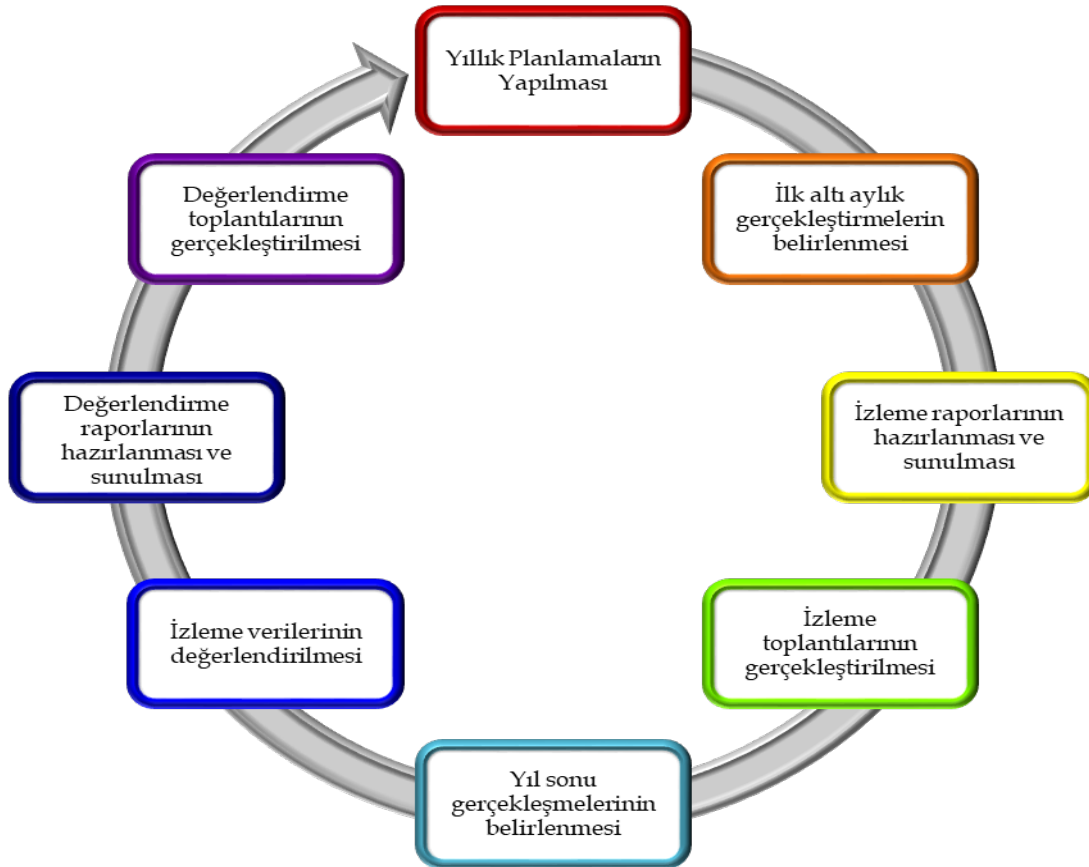 Yıllık Planlamaların
Yapılması
İlk altı aylık
gerçekleştirmelerin
belirlenmesi
İzleme raporlarının
hazırlanması ve
sunulması
İzleme
toplantılarının
gerçekleştirilmesi
Yıl sonu
gerçekleşmelerinin
belirlenmesi
İzleme verilerinin
değerlendirilmesi
Değerlendirme
raporlarının
hazırlanması ve
sunulması
Değerlendirme
toplantılarının
gerçekleştirilmesi